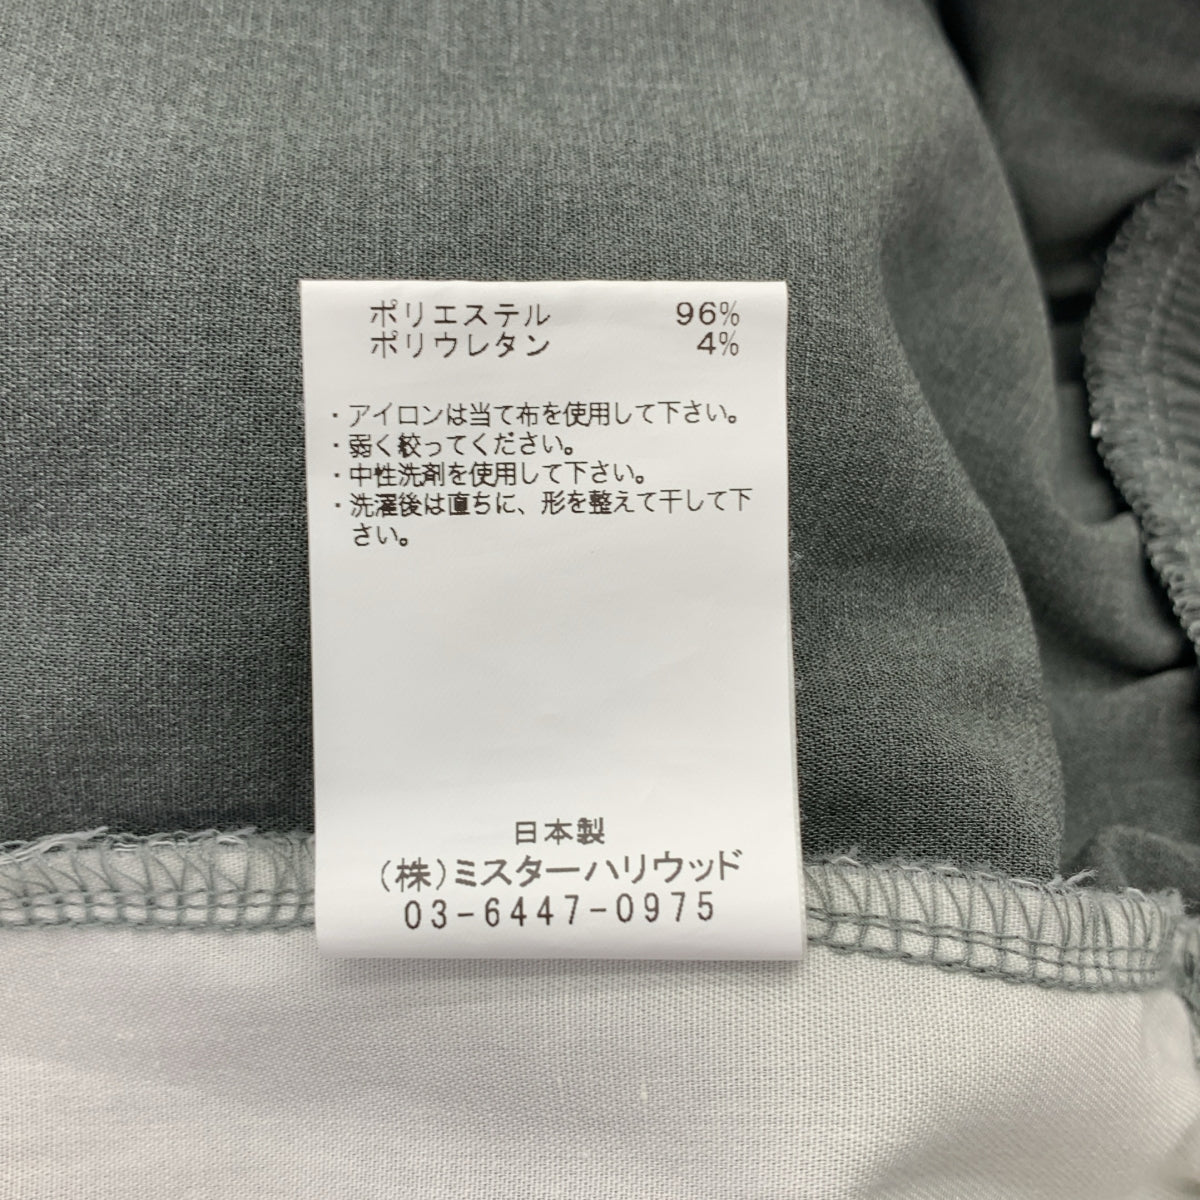 ポリエステル 96%
ポリウレタン 4%
・アイロンは当て布を使用して下さい。
・弱く絞ってください。
・中性洗剤を使用して下さい。
・洗濯後は直ちに、形を整えて干して下
さい。
日本製
(株)ミスターハリウッド
03-6447-0975